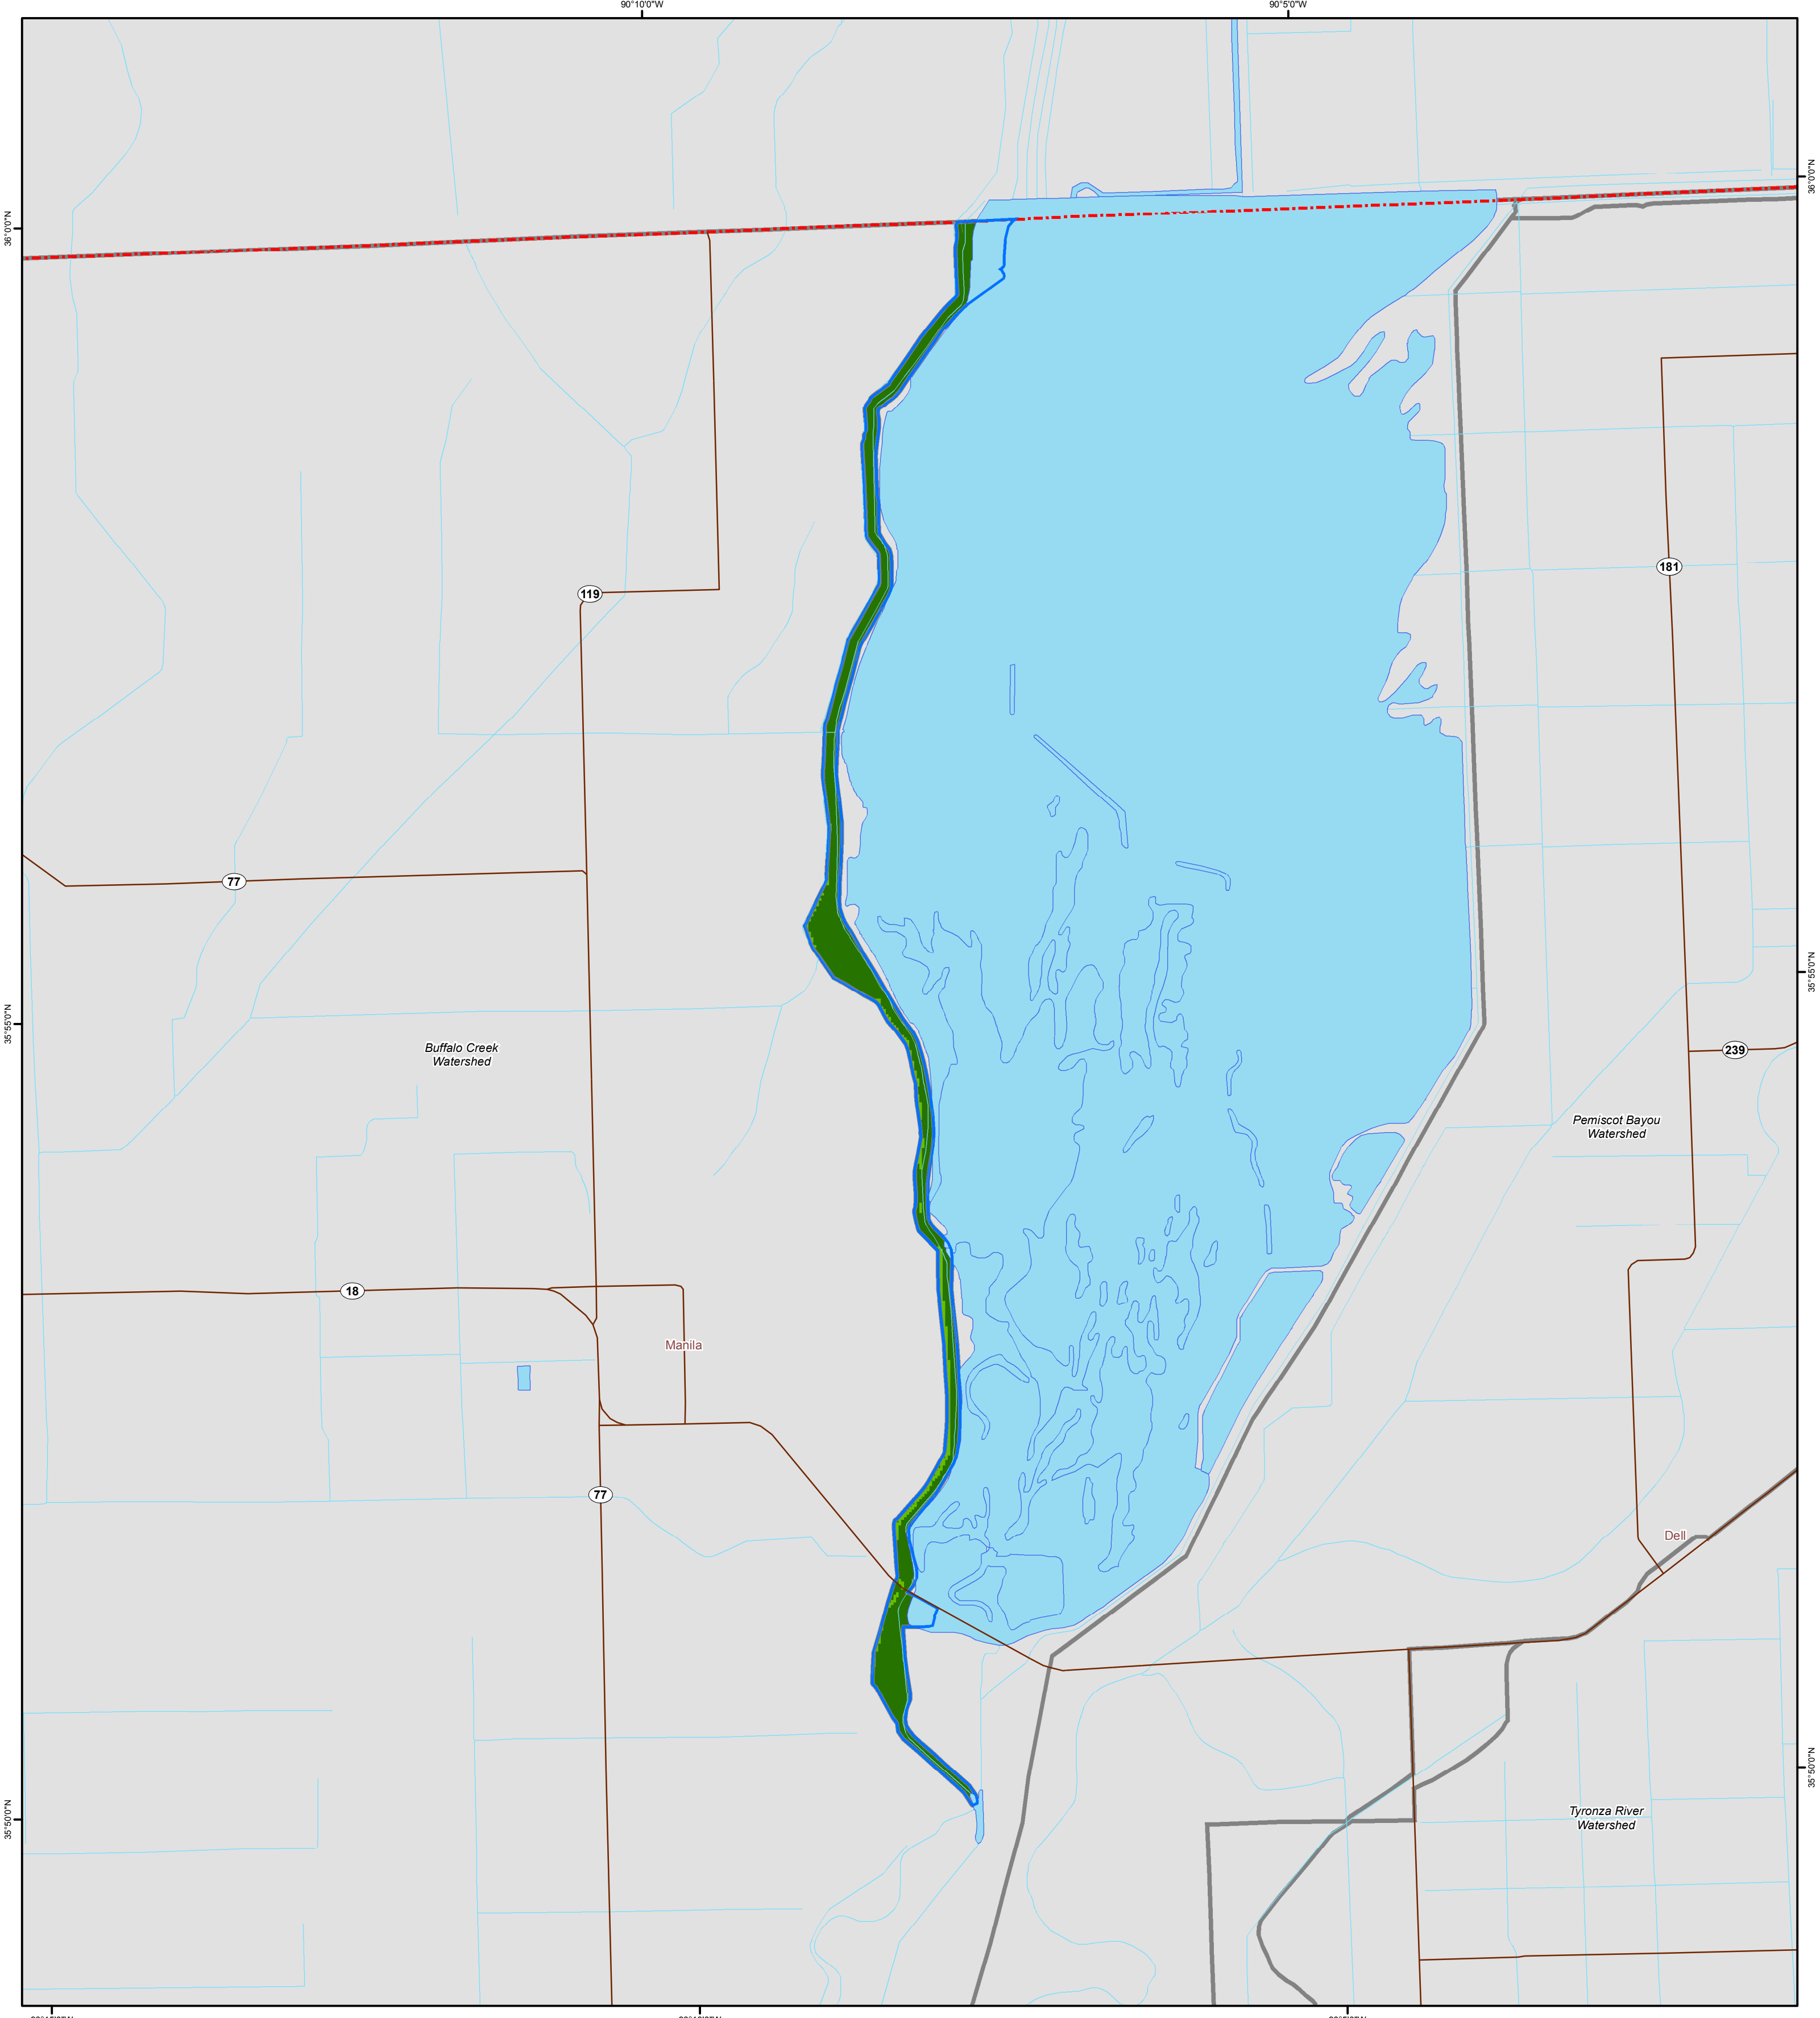 90°10'0"W
90°5'0"W
36°0'0"N
36°0'0"N
181
119
77
35°55'0"N
35°55'0"N
Buffalo Creek
Watershed
239
Pemiscot Bayou
Watershed
18
Manila
77
Dell
35°50'0"N
35°50'0"N
Tyronza River
Watershed